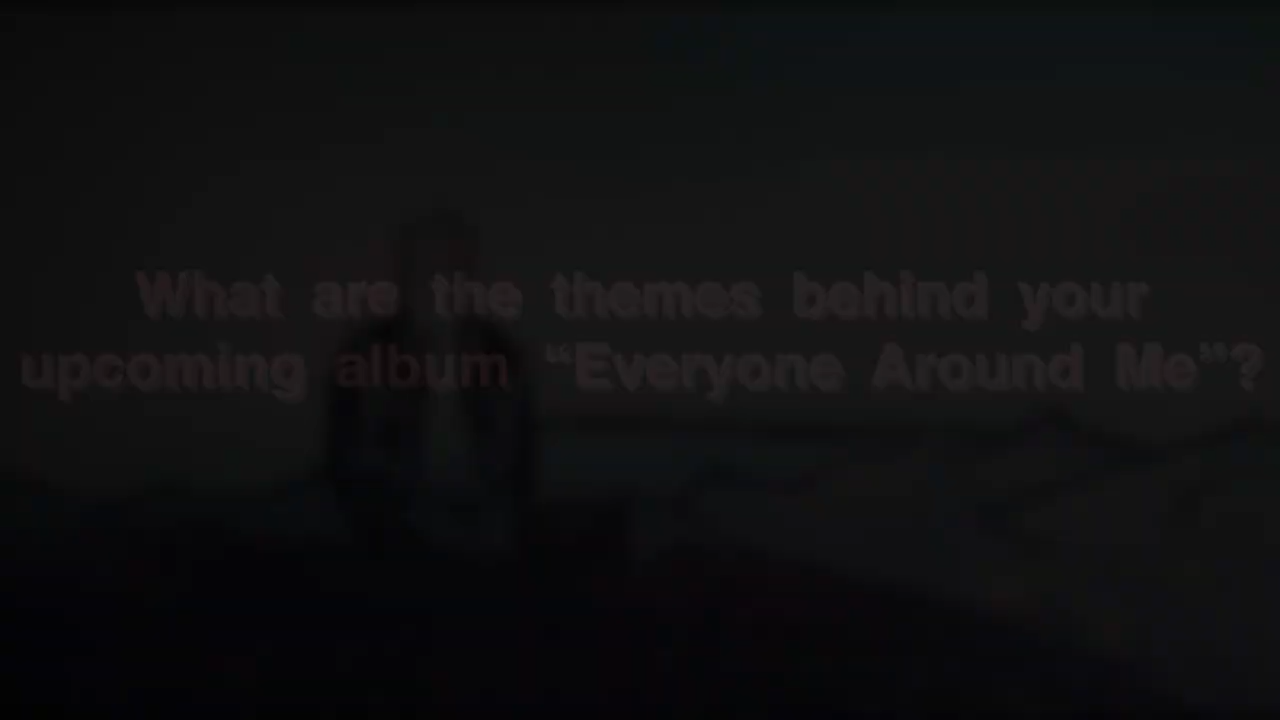 What are the themes behind your
upcoming album “Everyone Around Me”?